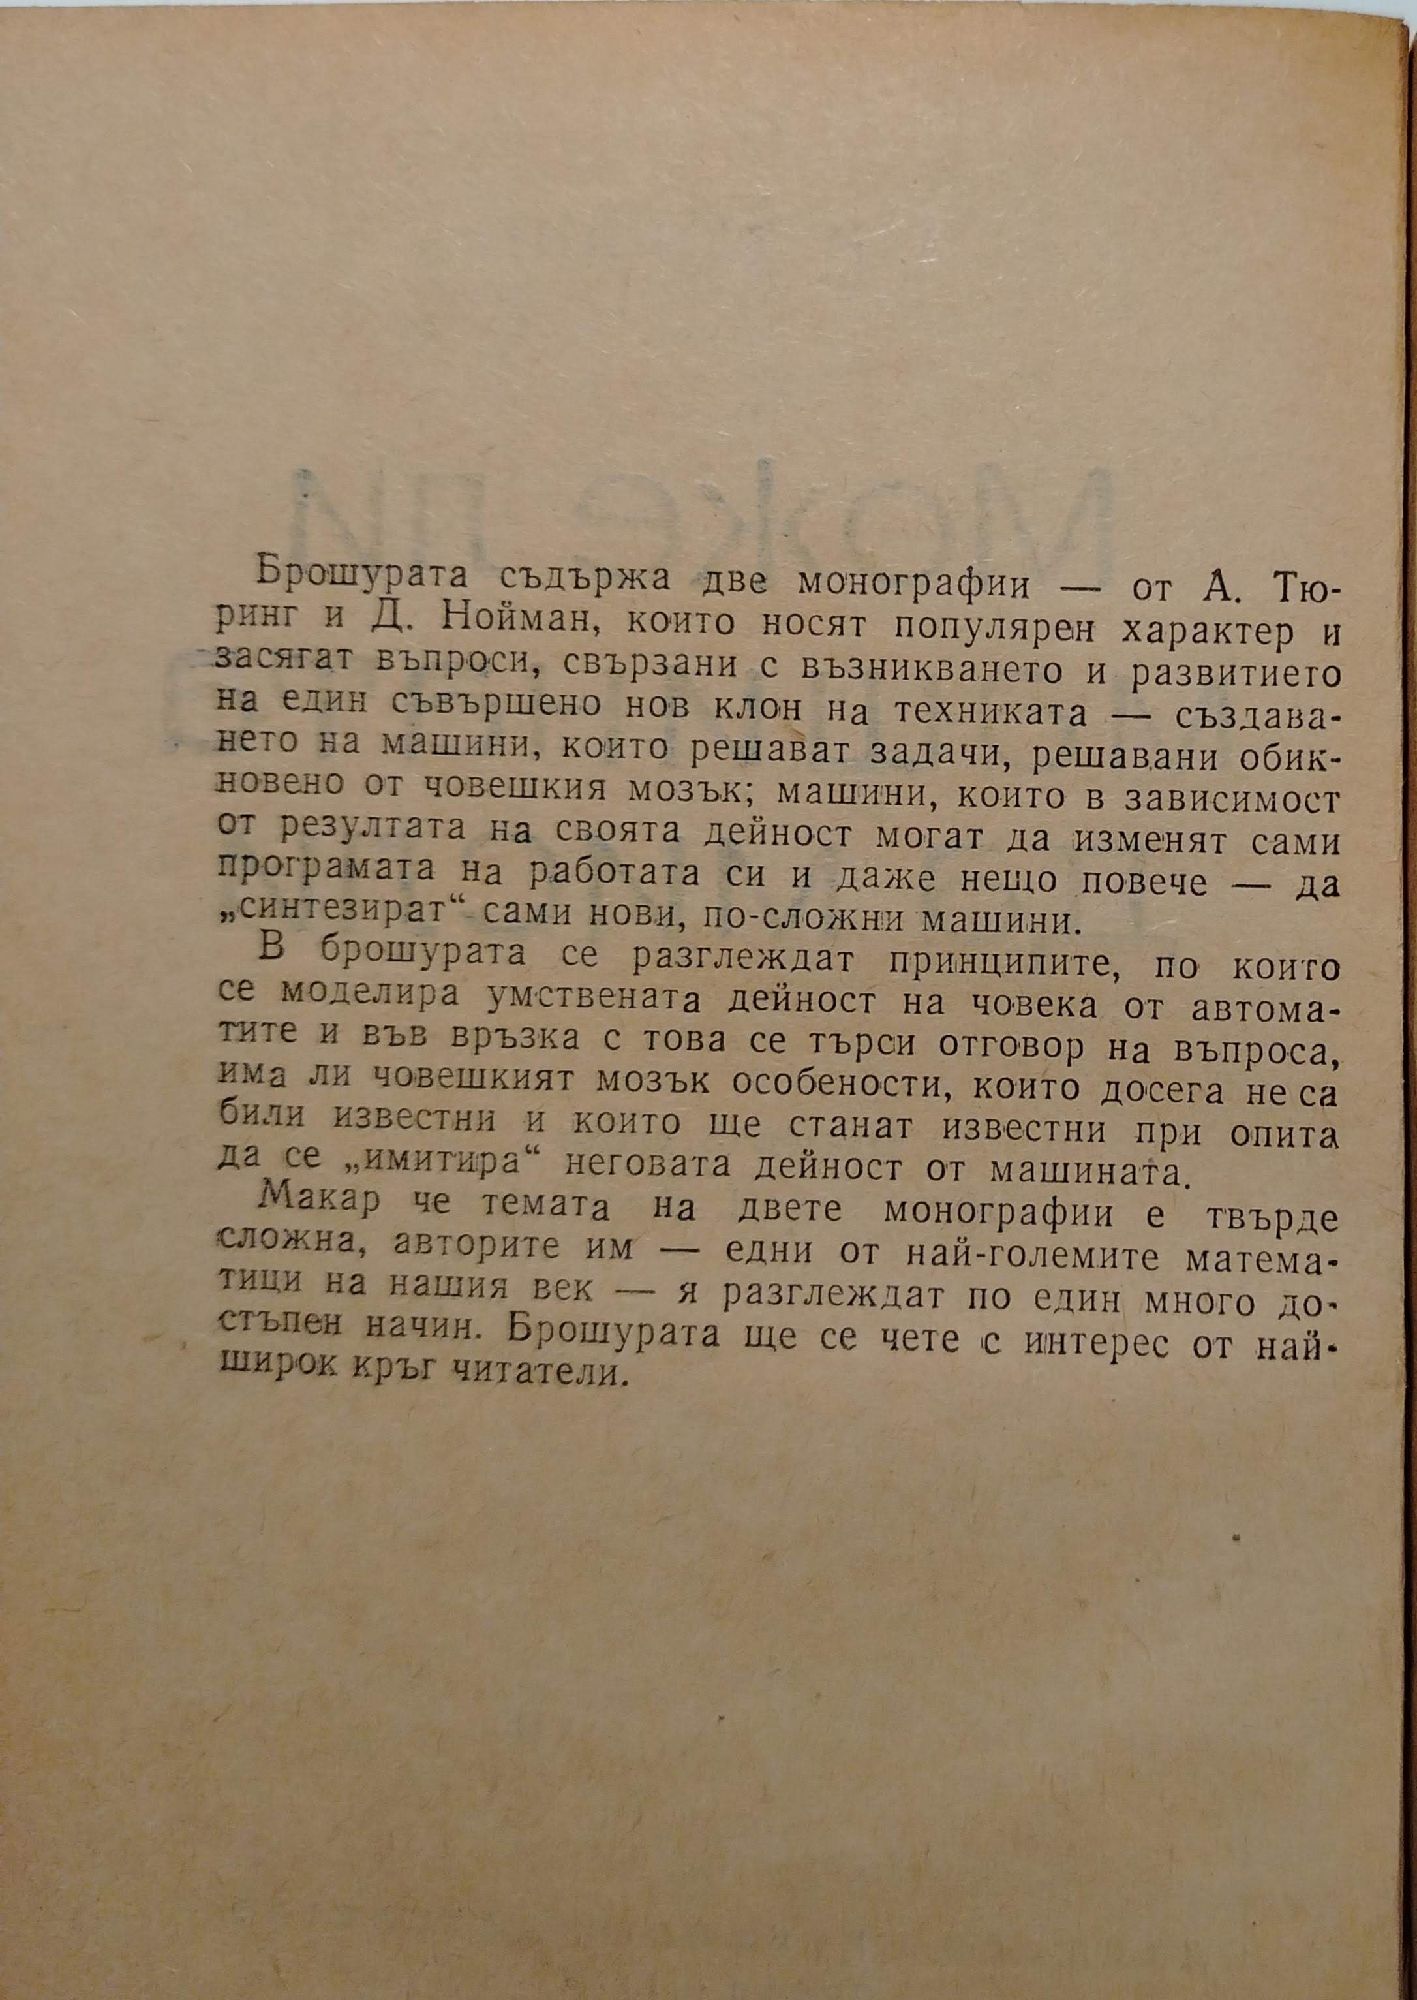 Брошурата съдържа две монографии — от А. Тю-
ринг и Д. Нойман, които носят популярен характер и
засягат въпроси, свързани с възникването и развитието
на един съвършено нов клон на техниката — създава-
нето на машини, които решават задачи, решавани обик-
новено от човешкия мозък; машини, които в зависимост
от резултата на своята дейност могат да изменят сами
програмата на работата си и даже нещо повече — да
„синтезират“ сами нови, по-сложни машини.
В брошурата се разглеждат принципите, по които
се моделира умствената дейност на човека от автома-
тите и във връзка с това се търси отговор на въпроса,
има ли човешкият мозък особености, които досега не са
били известни и които ще станат известни при опита
да се „имитира“ неговата дейност от машината.
Макар че темата на двете монографии е твърде
сложна, авторите им — едни от най-големите матема-
тици на нашия век — я разглеждат по един много до-
стъпен начин. Брошурата ще се чете с интерес от най-
широк кръг читатели.